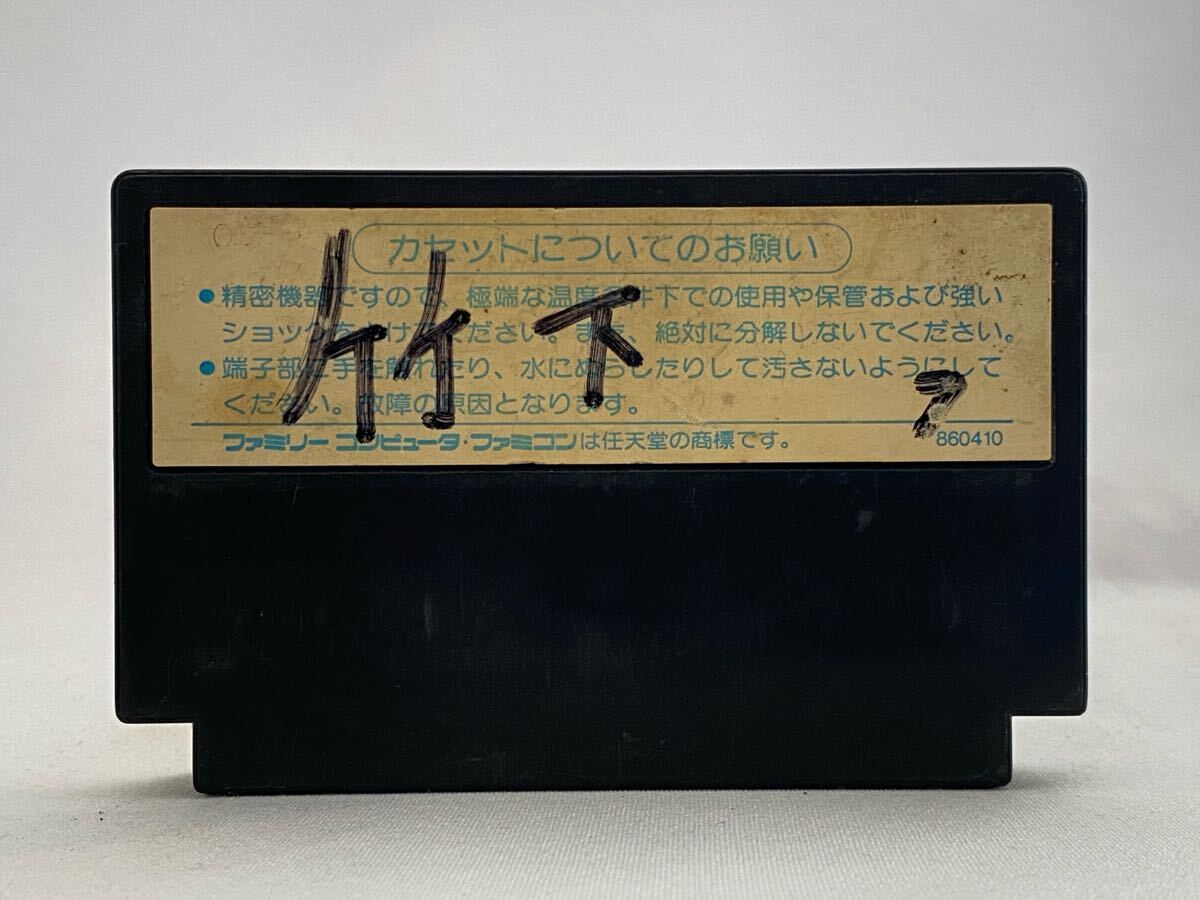 カセットについてのお願い
●精密機器ですので、極端な温度条件下での使用や保管および強い
ショックをさけてください。また、絶対に分解しないでください。
●端子部に手を触れたり、水にぬらしたりして汚さないようにして
ください。故障の原因となります。
ファミリーコンピュータ・ファミコンは任天堂の商標です。
860410
竹下
フ